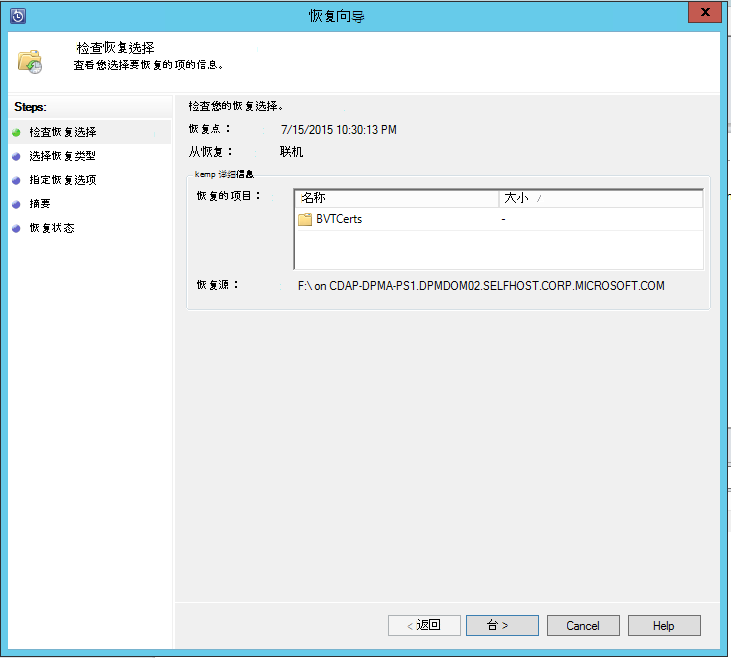 恢复向导
x
检查恢复选择
查看您选择要恢复的项的信息。
Steps:
检查恢复选择
选择恢复类型
指定恢复选项
摘要
恢复状态
检查您的恢复选择。
恢复点： 7/15/2015 10:30:13 PM
从恢复： 联机
kemp 详细信息
恢复的项目：
名称 大小 /
BVTCerts -
恢复源： F:\ on CDAP-DPMA-PS1.DPMDOM02.SELFHOST.CORP.MICROSOFT.COM
< 返回 台 > Cancel Help